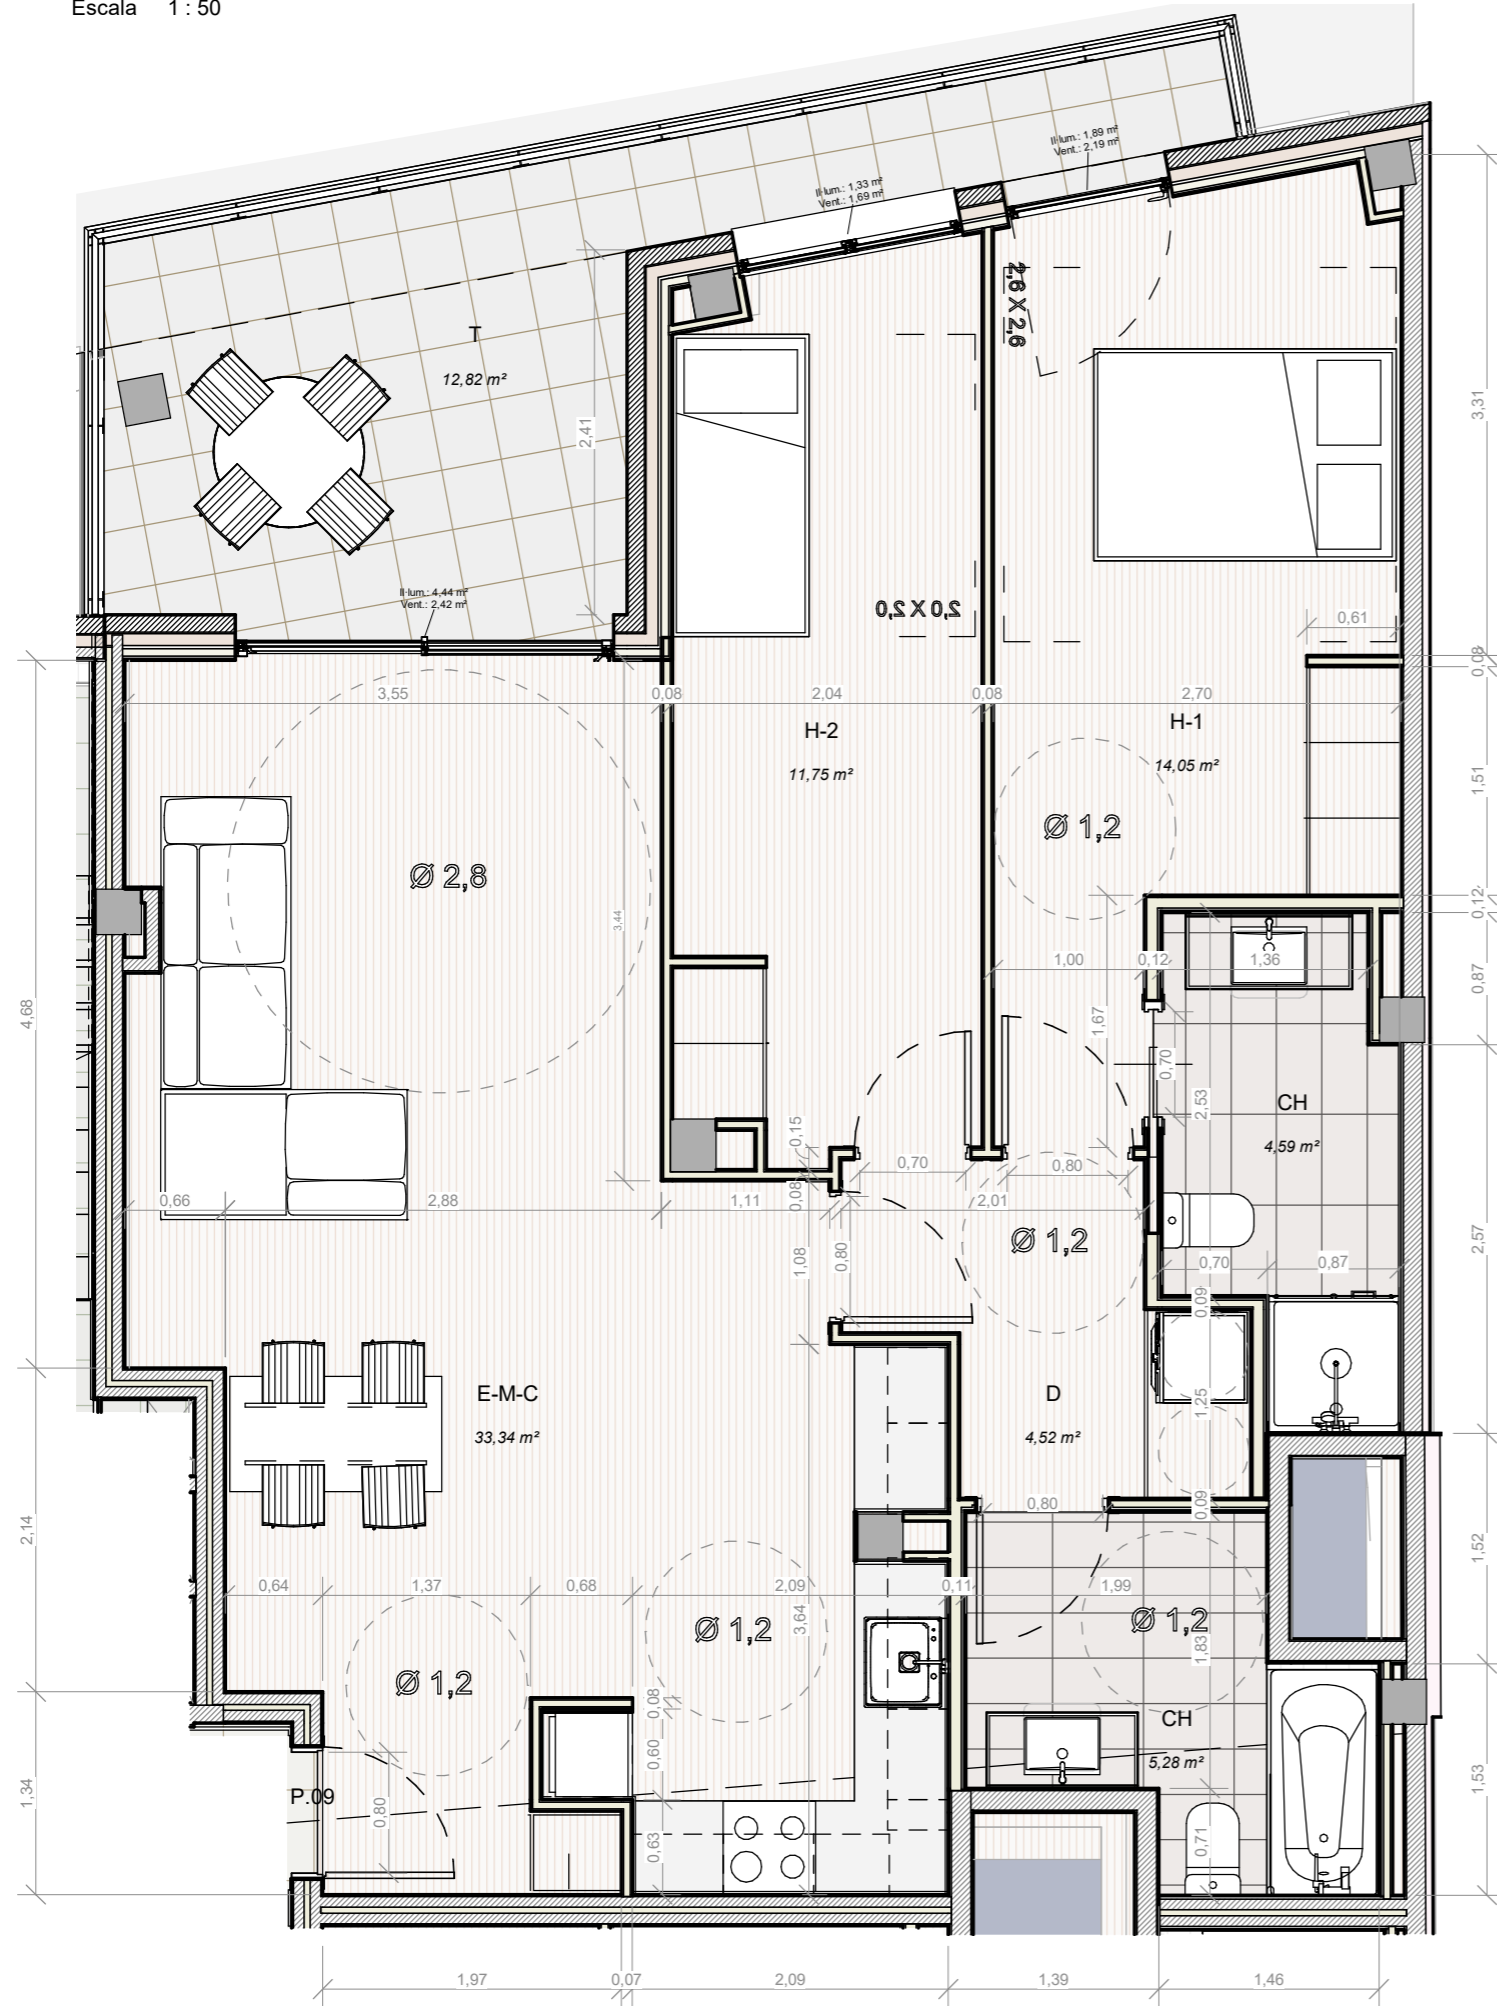 Escala 1 : 50
Il·lum.: 1,89 m²
Vent.: 2,19 m²
Il·lum.: 1,33 m²
Vent.: 1,69 m²
2,6 X 2,6
T
12,82 m²
2,41
3,31
Il·lum.: 4,44 m²
Vent.: 2,42 m²
2,0 X 2,0
0,61
0,08
3,55
0,08
2,04
0,08
2,70
H-2
11,75 m²
H-1
14,05 m²
1,51
Ø 1,2
Ø 2,8
3,44
0,12
1,00
0,12
1,36
0,87
4,68
1,67
0,70
2,53
CH
4,59 m²
0,15
0,70
0,80
0,08
0,66
2,88
1,11
2,01
Ø 1,2
1,08
0,80
2,57
0,70
0,87
0,09
E-M-C
33,34 m²
D
4,52 m²
1,25
0,80
0,09
2,14
1,52
0,64
1,37
0,68
2,09
0,11
1,99
Ø 1,2
3,64
Ø 1,2
1,83
Ø 1,2
0,08
CH
5,28 m²
0,60
P.09
0,80
1,34
1,53
0,63
0,71
1,97
0,07
2,09
1,39
1,46